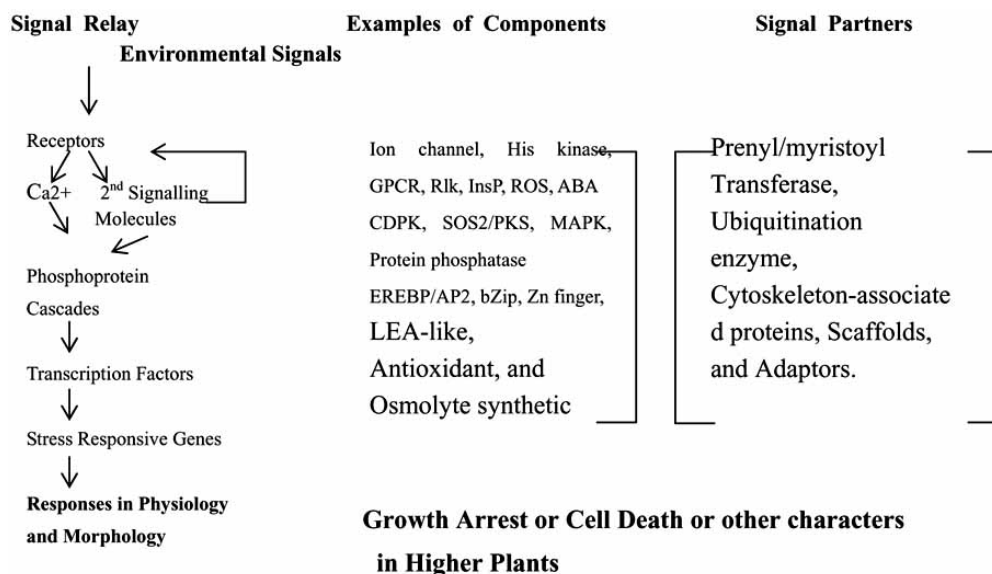 Signal Relay
Environmental Signals
Receptors
Ca2+ 2nd Signalling
Molecules
Phosphoprotein
Cascades
Transcription Factors
Stress Responsive Genes
Responses in Physiology
and Morphology
Examples of Components
Ion channel, His kinase,
GPCR, Rlk, InsP, ROS, ABA
CDPK, SOS2/PKS, MAPK,
Protein phosphatase
EREBP/AP2, bZip, Zn finger,
LEA-like,
Antioxidant, and
Osmolyte synthetic
Signal Partners
Prenyl/myristoyl
Transferase,
Ubiquitination
enzyme,
Cytoskeleton-associate
d proteins, Scaffolds,
and Adaptors.
Growth Arrest or Cell Death or other characters
in Higher Plants